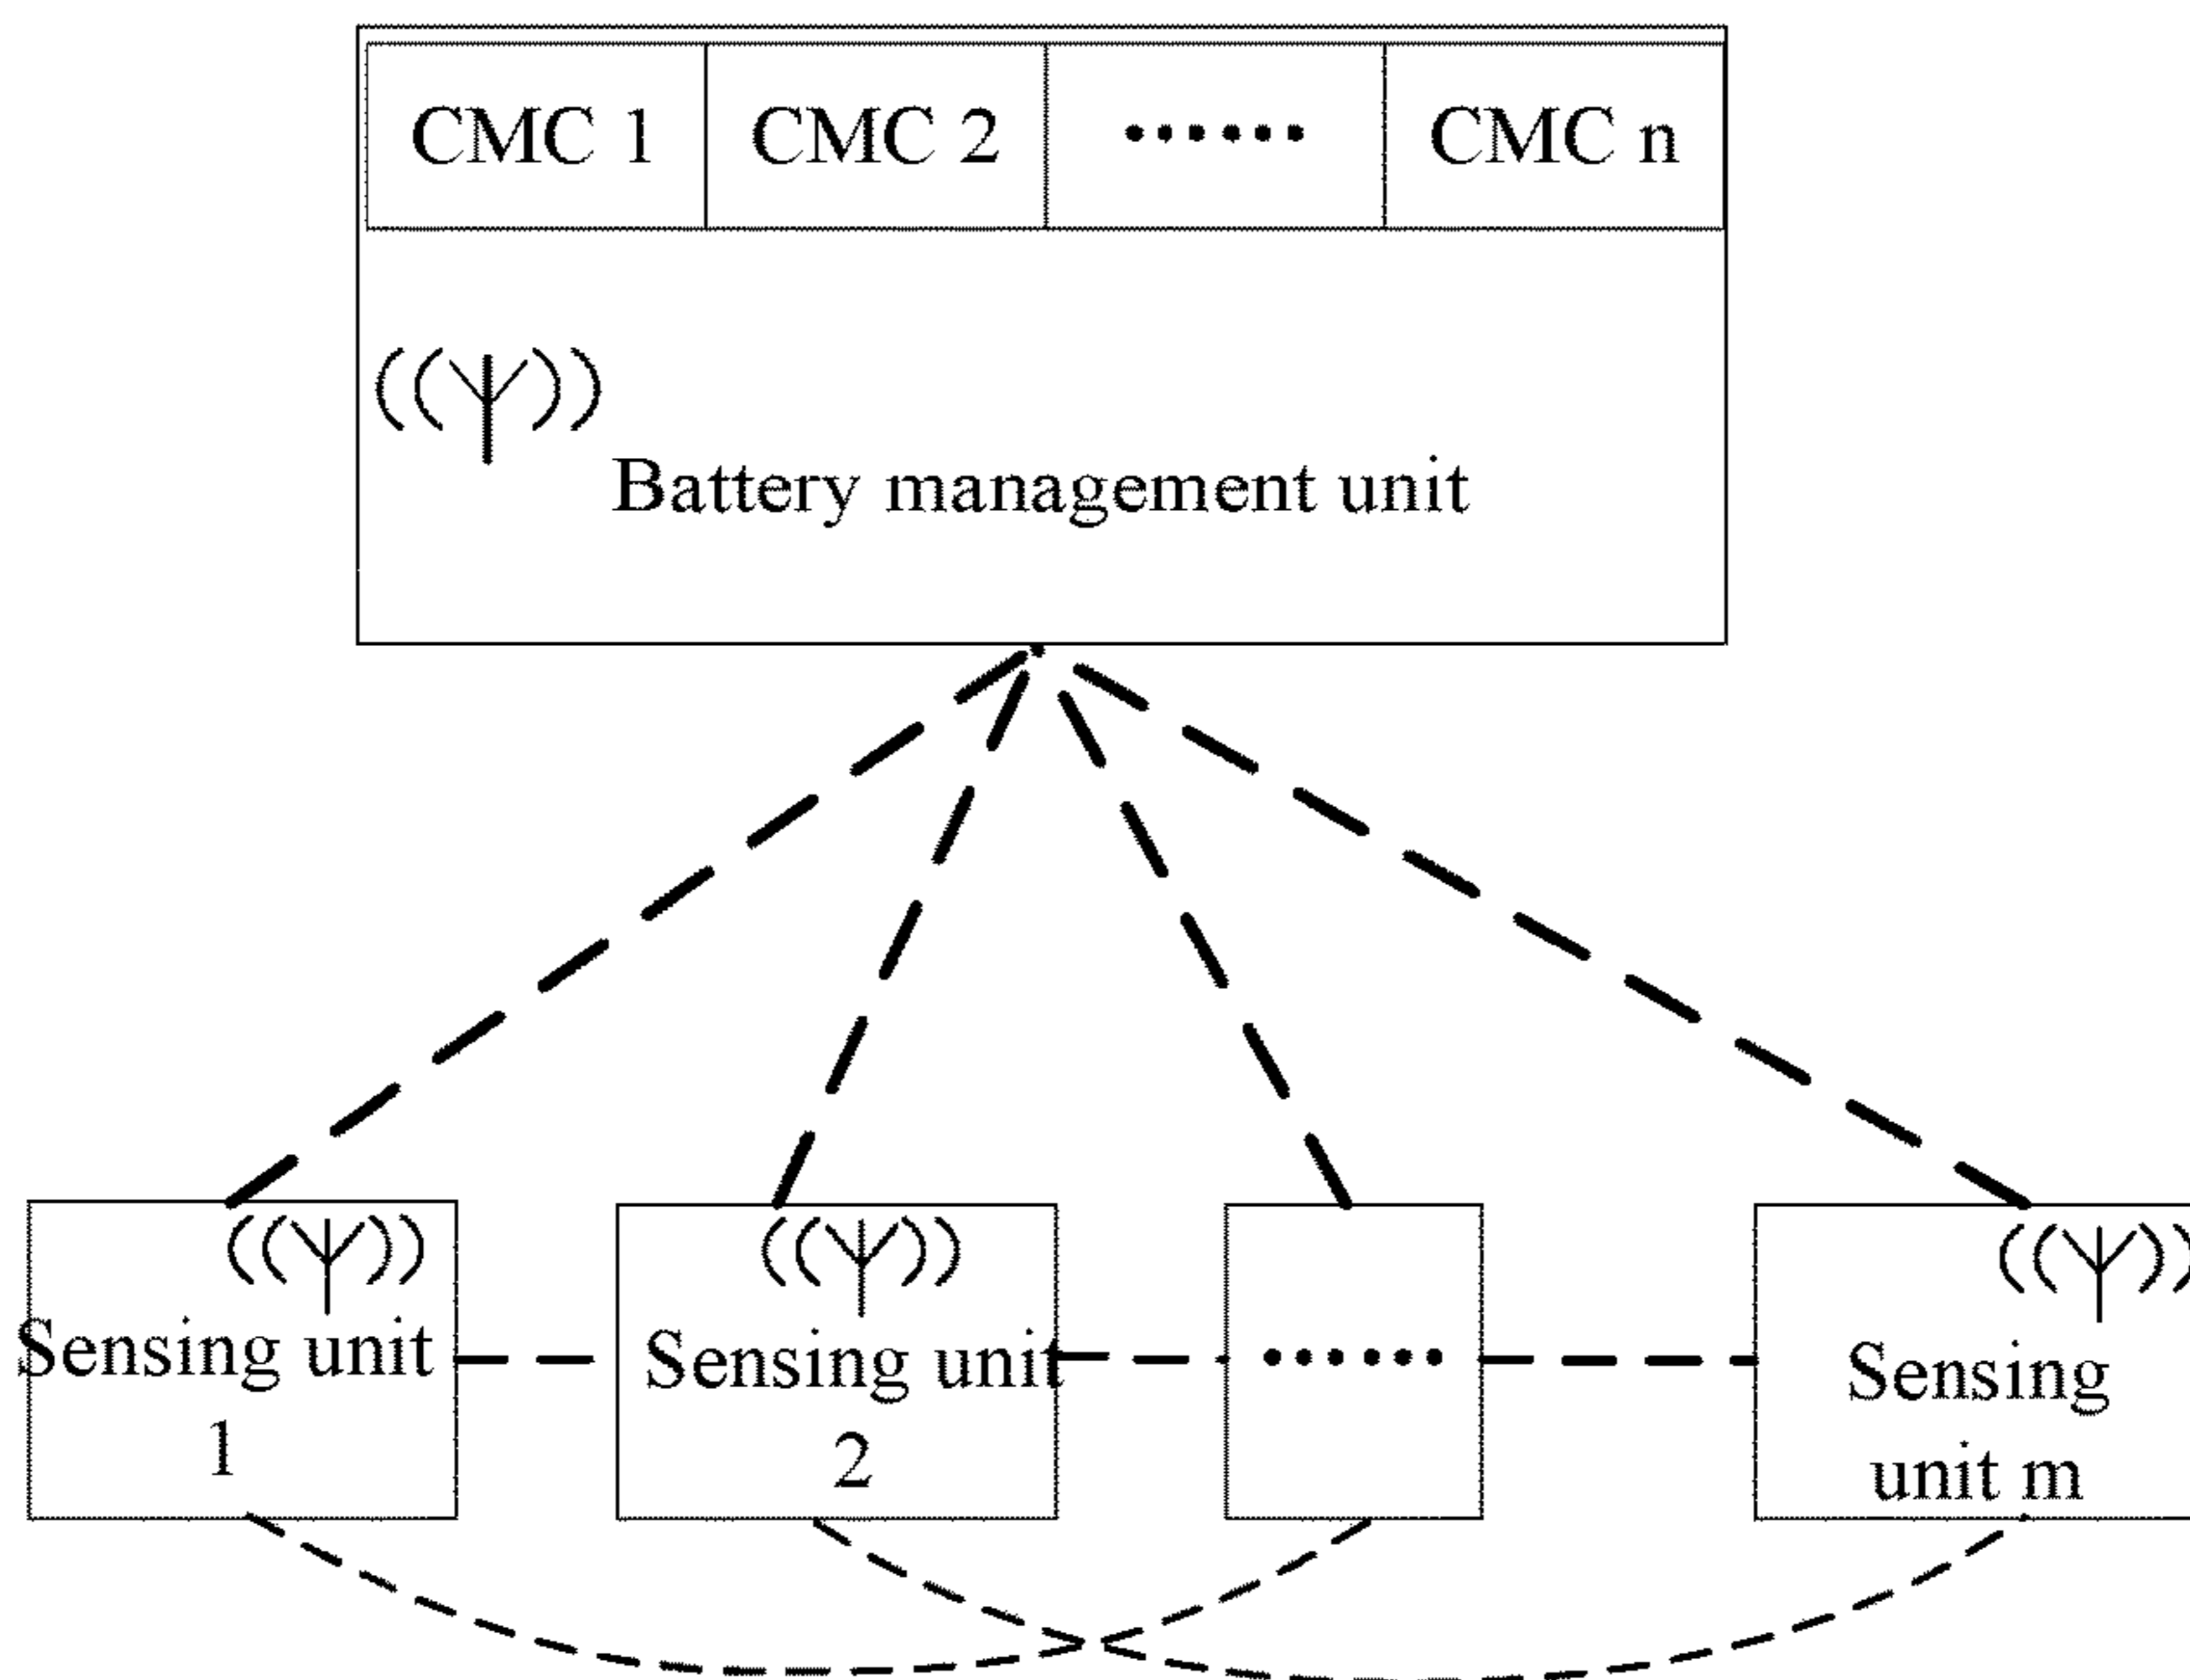 CMC 1 CMC 2 ...... CMC n
Battery management unit
Sensing unit
1
Sensing unit
2
......
Sensing
unit m